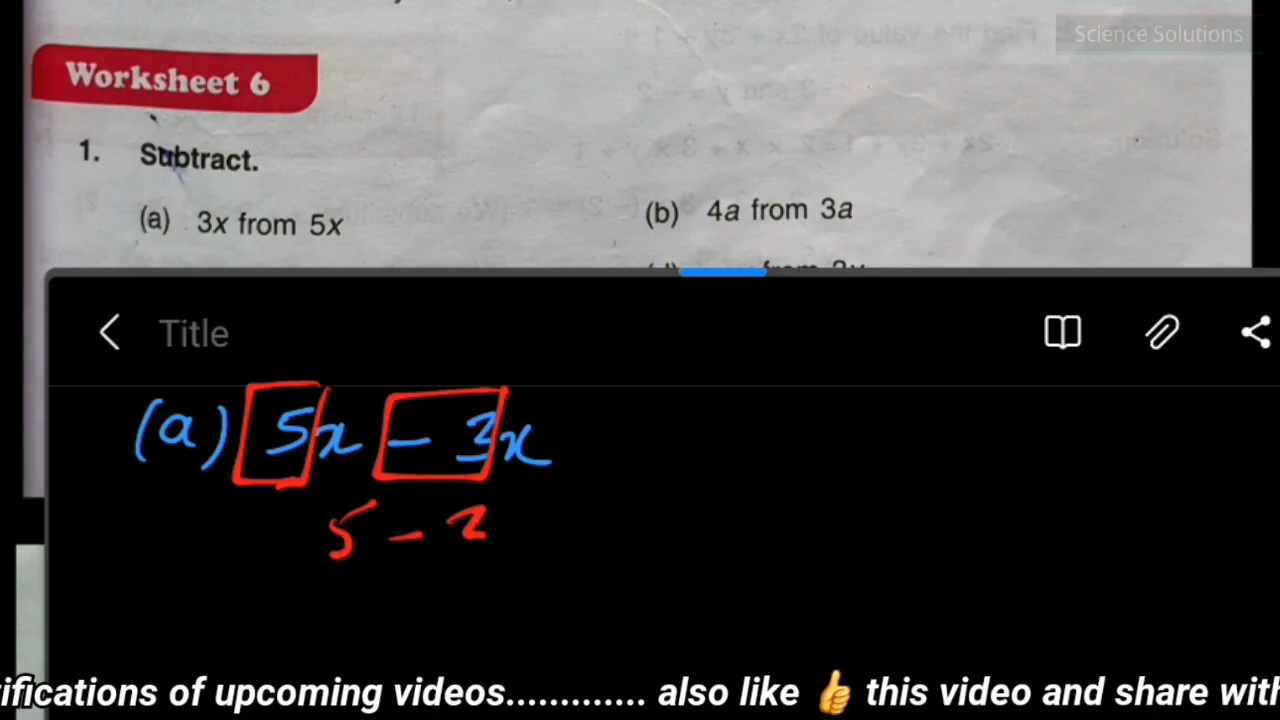 Science Solutions
Worksheet 6
1. Subtract.
(a) 3x from 5x
(b) 4a from 3a
Title
(a) 5x - 3x
5 - 2
ifications of upcoming videos............. also like 👍 this video and share with